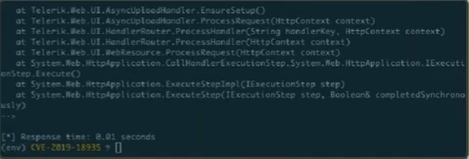 at Telerik.Web.UI.AsyncUploadHandler.EnsureSetup()
at Telerik.Web.UI.AsyncUploadHandler.ProcessRequest(HttpContext context)
at Telerik.Web.UI.HandlerRouter.ProcessHandler(String handlerKey, HttpContext context)
at Telerik.Web.UI.HandlerRouter.ProcessHandler(HttpContext context)
at Telerik.Web.UI.WebResource.ProcessRequest(HttpContext context)
at System.Web.HttpApplication.CallHandlerExecutionStep.System.Web.HttpApplication.IExecuti
onStep.Execute()
at System.Web.HttpApplication.ExecuteStepImpl(IExecutionStep step)
at System.Web.HttpApplication.ExecuteStep(IExecutionStep step, Boolean& completedSynchrono
usly)
-->
[*] Response time: 0.01 seconds
(env) CVE-2019-18935 ?